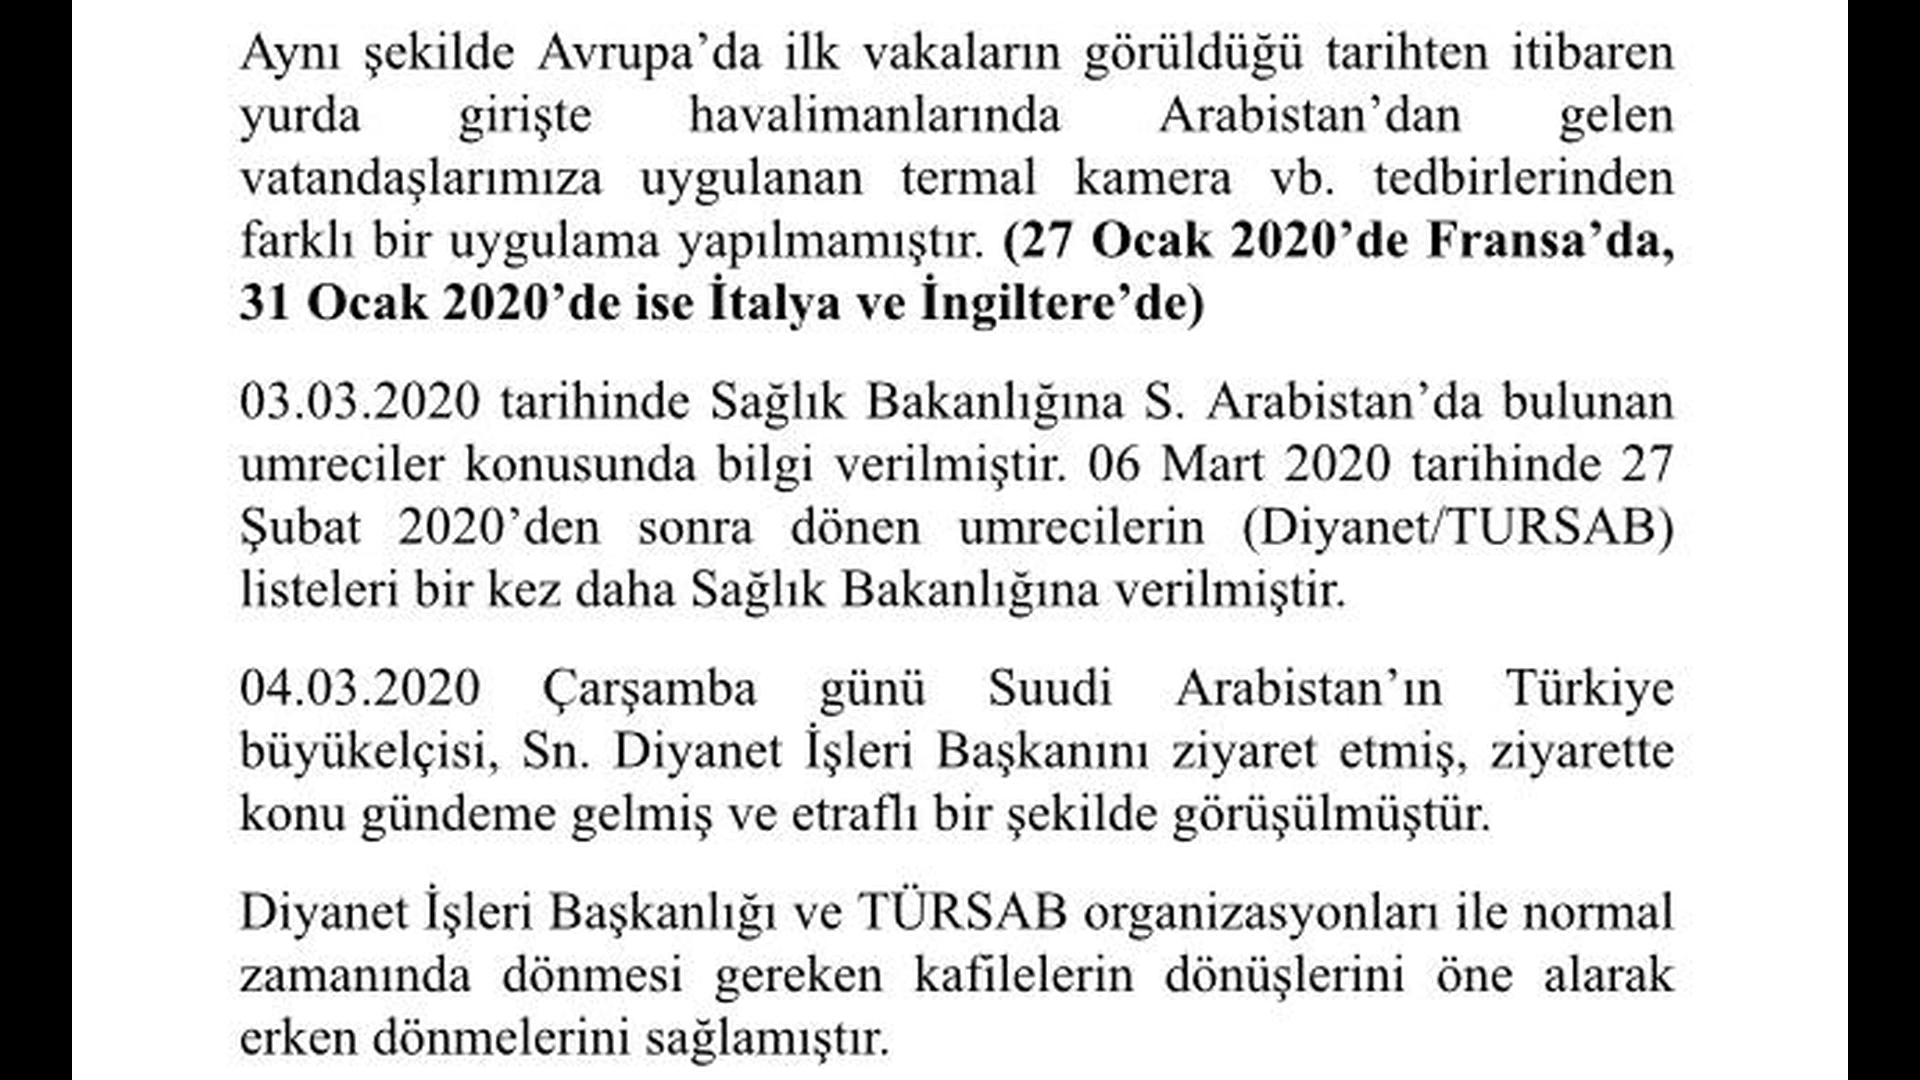 Aynı şekilde Avrupa’da ilk vakaların görüldüğü tarihten itibaren
yurda girişte havalimanlarında Arabistan’dan gelen
vatandaşlarımıza uygulanan termal kamera vb. tedbirlerinden
farklı bir uygulama yapılmamıştır. (27 Ocak 2020’de Fransa’da,
31 Ocak 2020’de ise İtalya ve İngiltere’de)
03.03.2020 tarihinde Sağlık Bakanlığına S. Arabistan’da bulunan
umreciler konusunda bilgi verilmiştir. 06 Mart 2020 tarihinde 27
Şubat 2020’den sonra dönen umrecilerin (Diyanet/TURSAB)
listeleri bir kez daha Sağlık Bakanlığına verilmiştir.
04.03.2020 Çarşamba günü Suudi Arabistan’ın Türkiye
büyükelçisi, Sn. Diyanet İşleri Başkanını ziyaret etmiş, ziyarette
konu gündeme gelmiş ve etraflı bir şekilde görüşülmüştür.
Diyanet İşleri Başkanlığı ve TÜRSAB organizasyonları ile normal
zamanında dönmesi gereken kafilelerin dönüşlerini öne alarak
erken dönmelerini sağlamıştır.